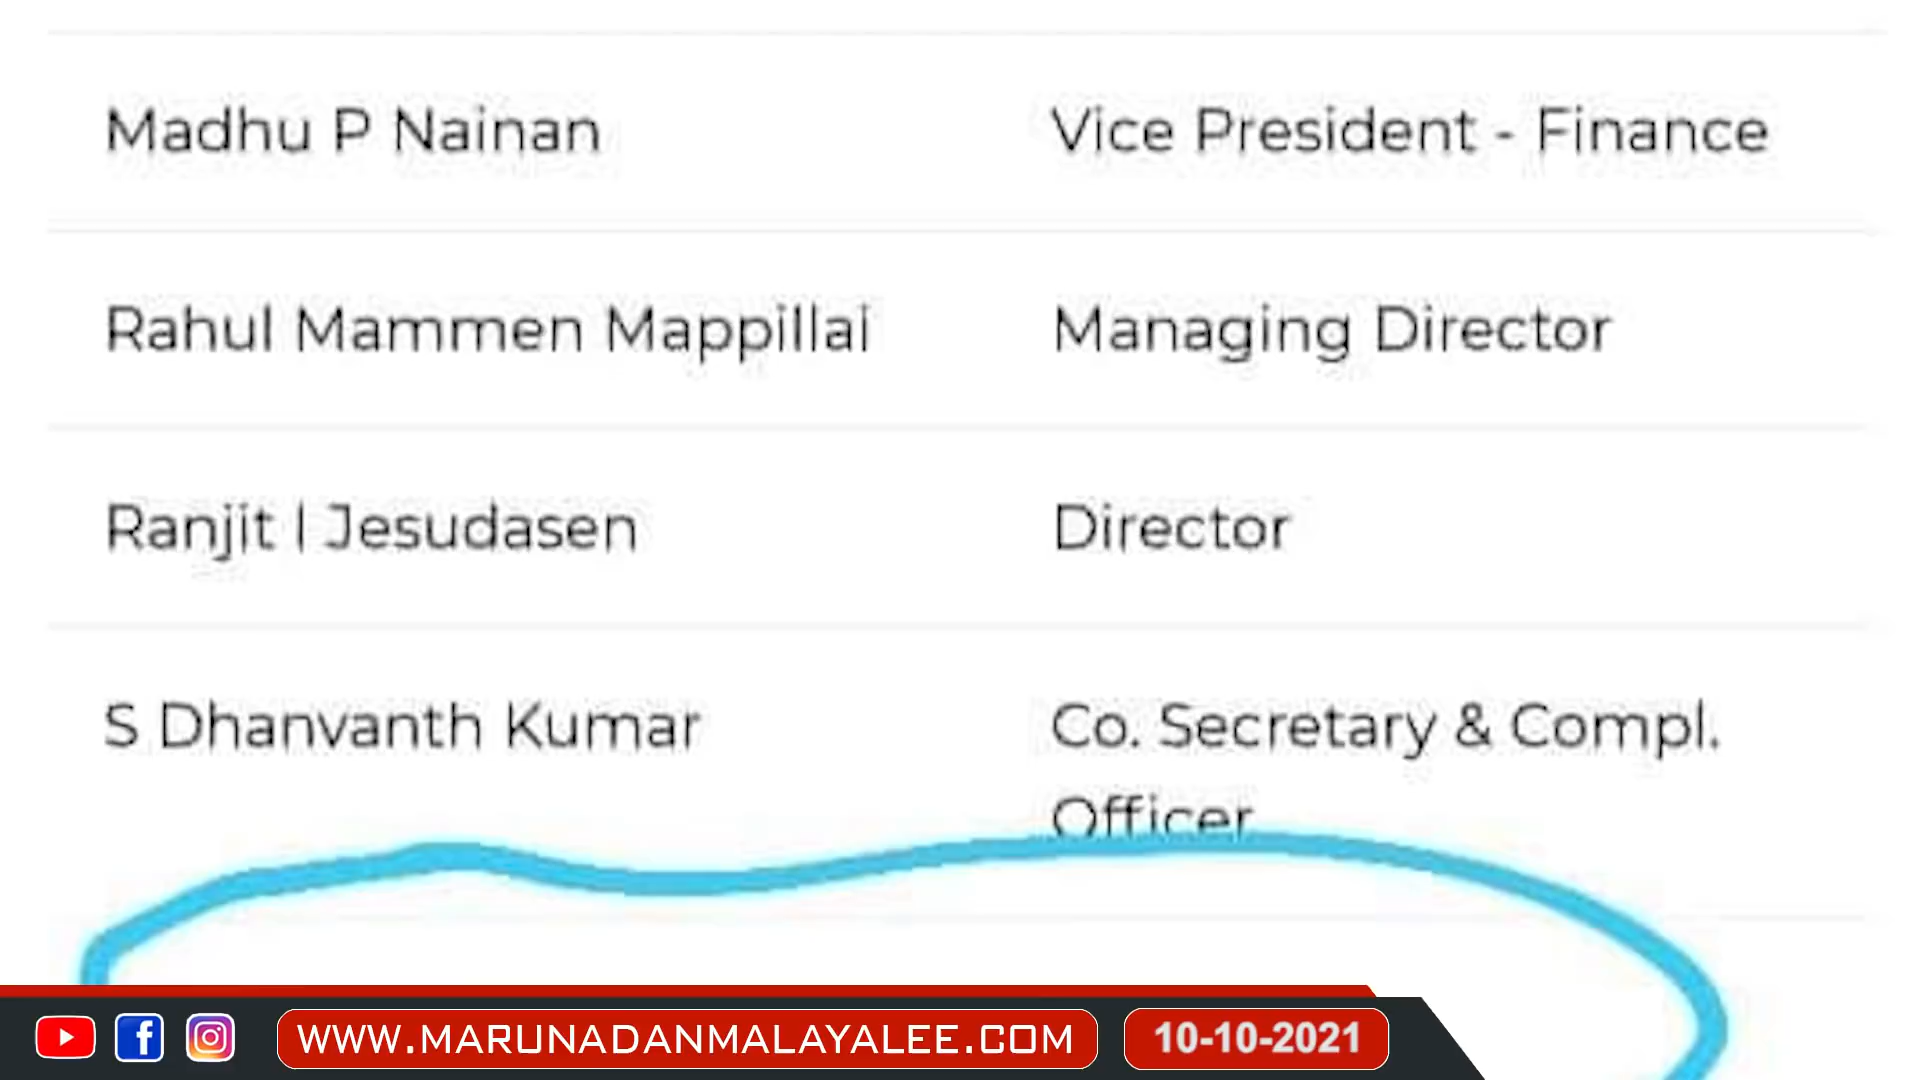 Madhu P Nainan Vice President - Finance
Rahul Mammen Mappillai Managing Director
Ranjit I Jesudasen Director
S Dhanvanth Kumar Co. Secretary & Compl.
Officer
WWW.MARUNADANMALAYALEE.COM 10-10-2021